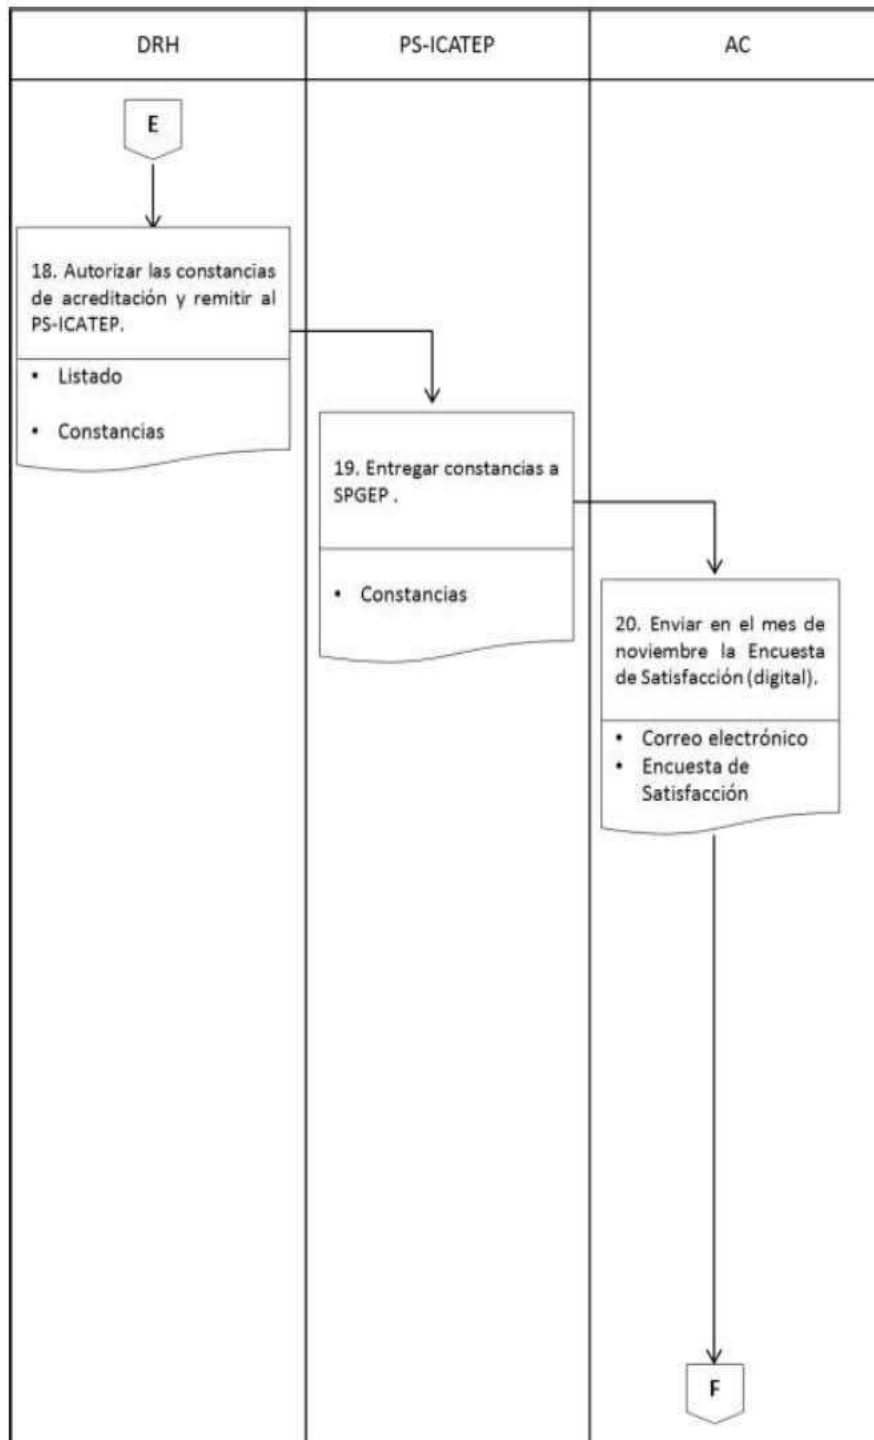 DRH
PS-ICATEP
AC
E
18. Autorizar las constancias
de acreditación y remitir al
PS-ICATEP.
• Listado
• Constancias
19. Entregar constancias a
SPGEP .
• Constancias
20. Enviar en el mes de
noviembre la Encuesta
de Satisfacción (digital).
• Correo electrónico
• Encuesta de
Satisfacción
F